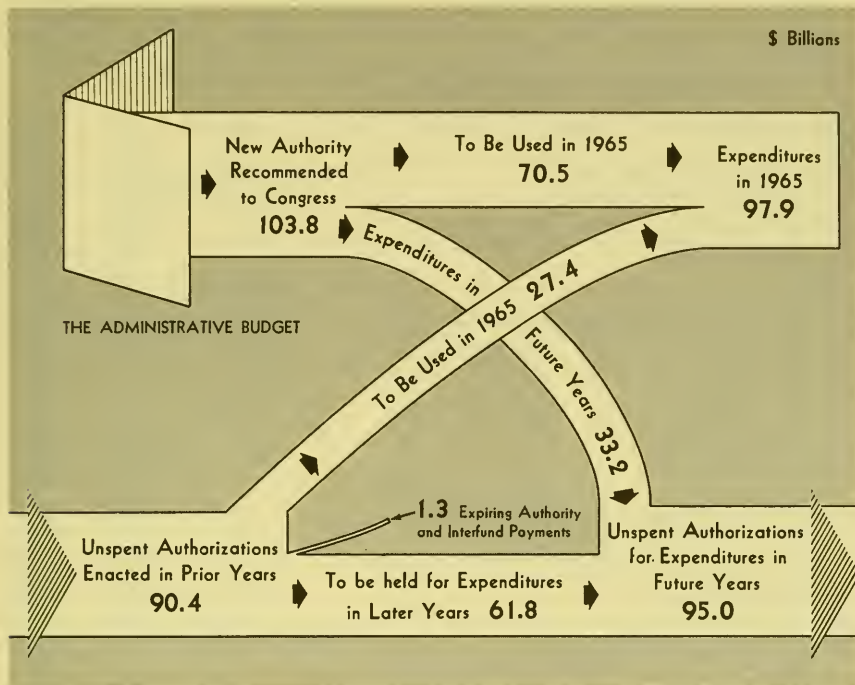 $ Billions
New Authority
Recommended
to Congress
103.8
To Be Used in 1965
70.5
Expenditures
in 1965
97.9
Expenditures in
Future Years 33.2
THE ADMINISTRATIVE BUDGET
To Be Used in 1965 27.4
1.3 Expiring Authority
and Interfund Payments
Unspent Authorizations
Enacted in Prior Years
90.4
To be held for Expenditures
in Later Years 61.8
Unspent Authorizations
for Expenditures in
Future Years
95.0